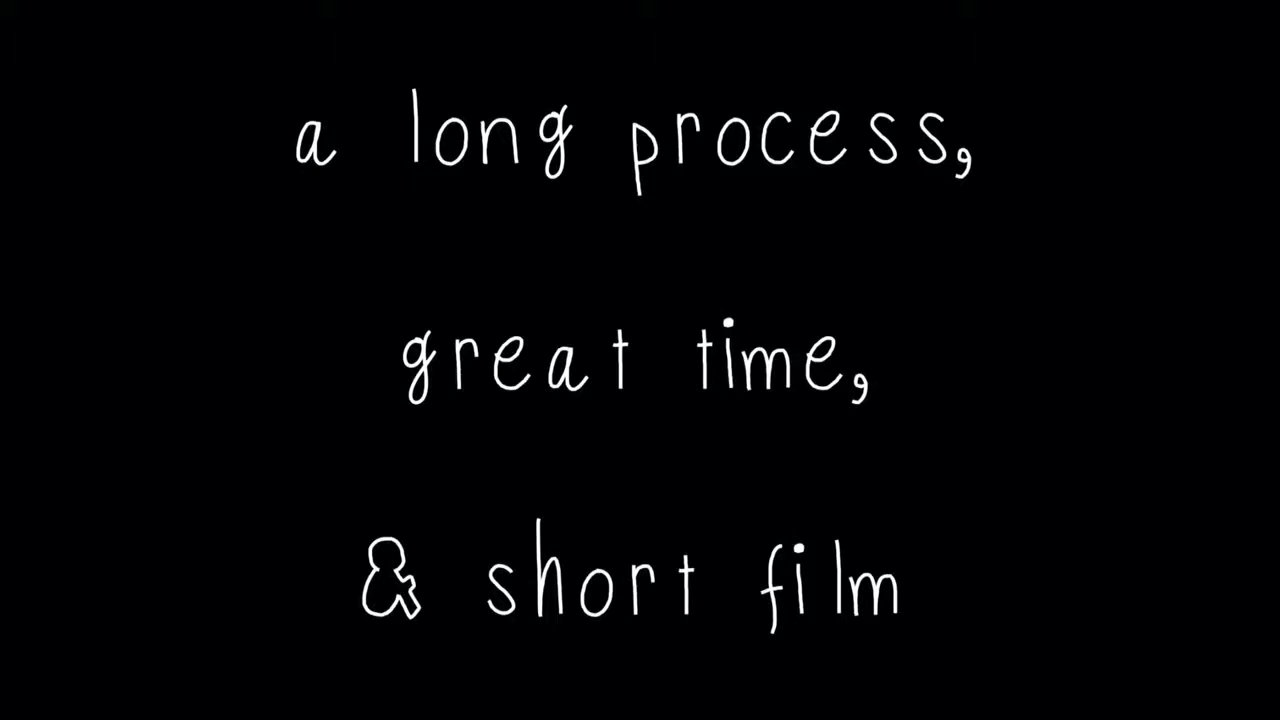 a long process,
great time,
& short film